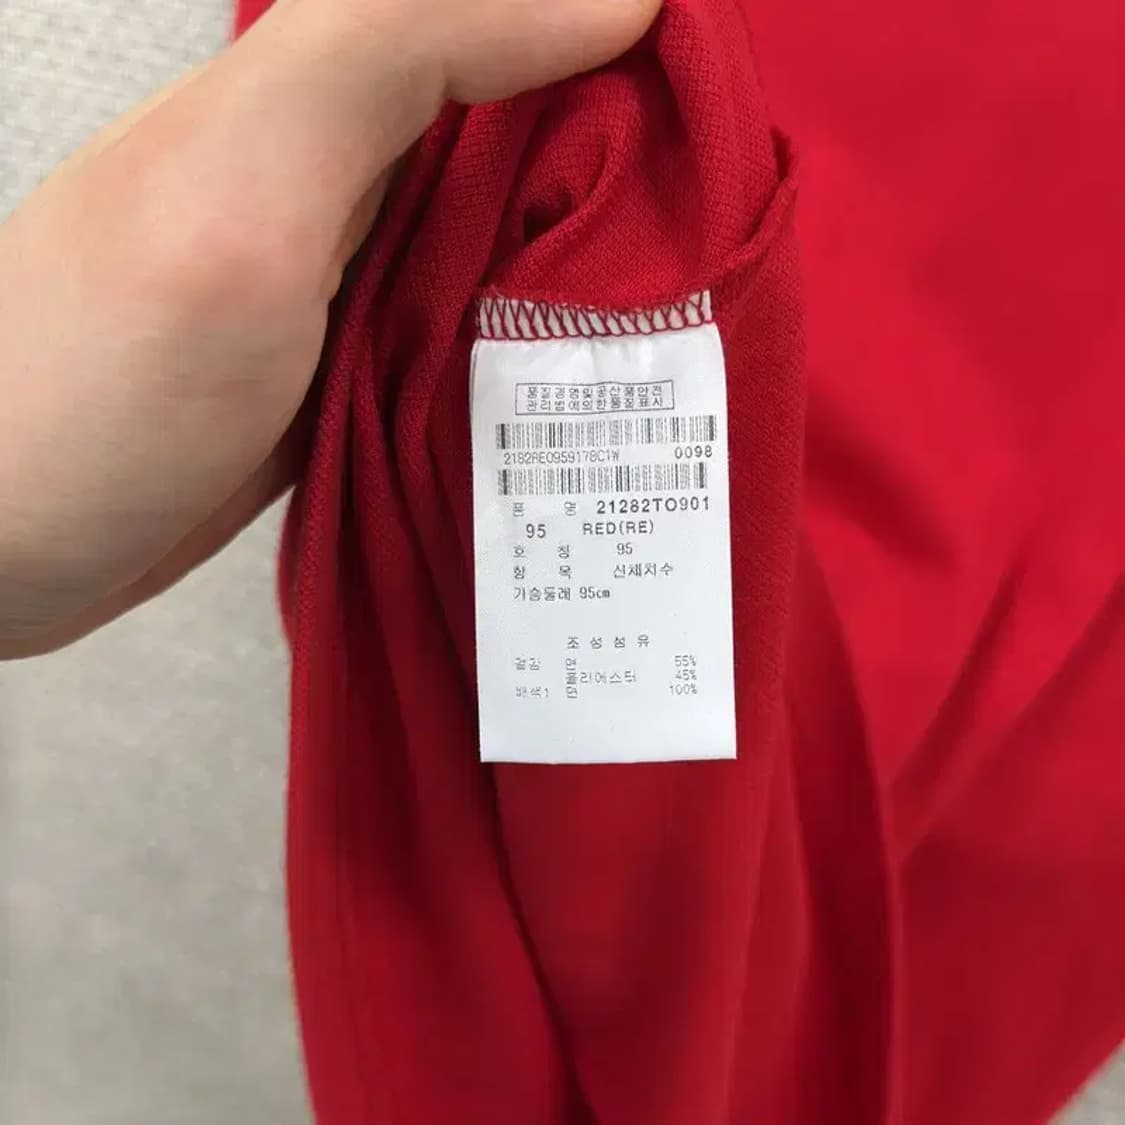 품질경영및공산품안전
관리법에의한품질표시
2182RE0959178C1W 0098
품 명 21282TO901
95 RED(RE)
호 칭 95
항 목 신체치수
가슴둘레 95cm
조성섬유
겉감 면 55%
폴리에스터 45%
배색1 면 100%